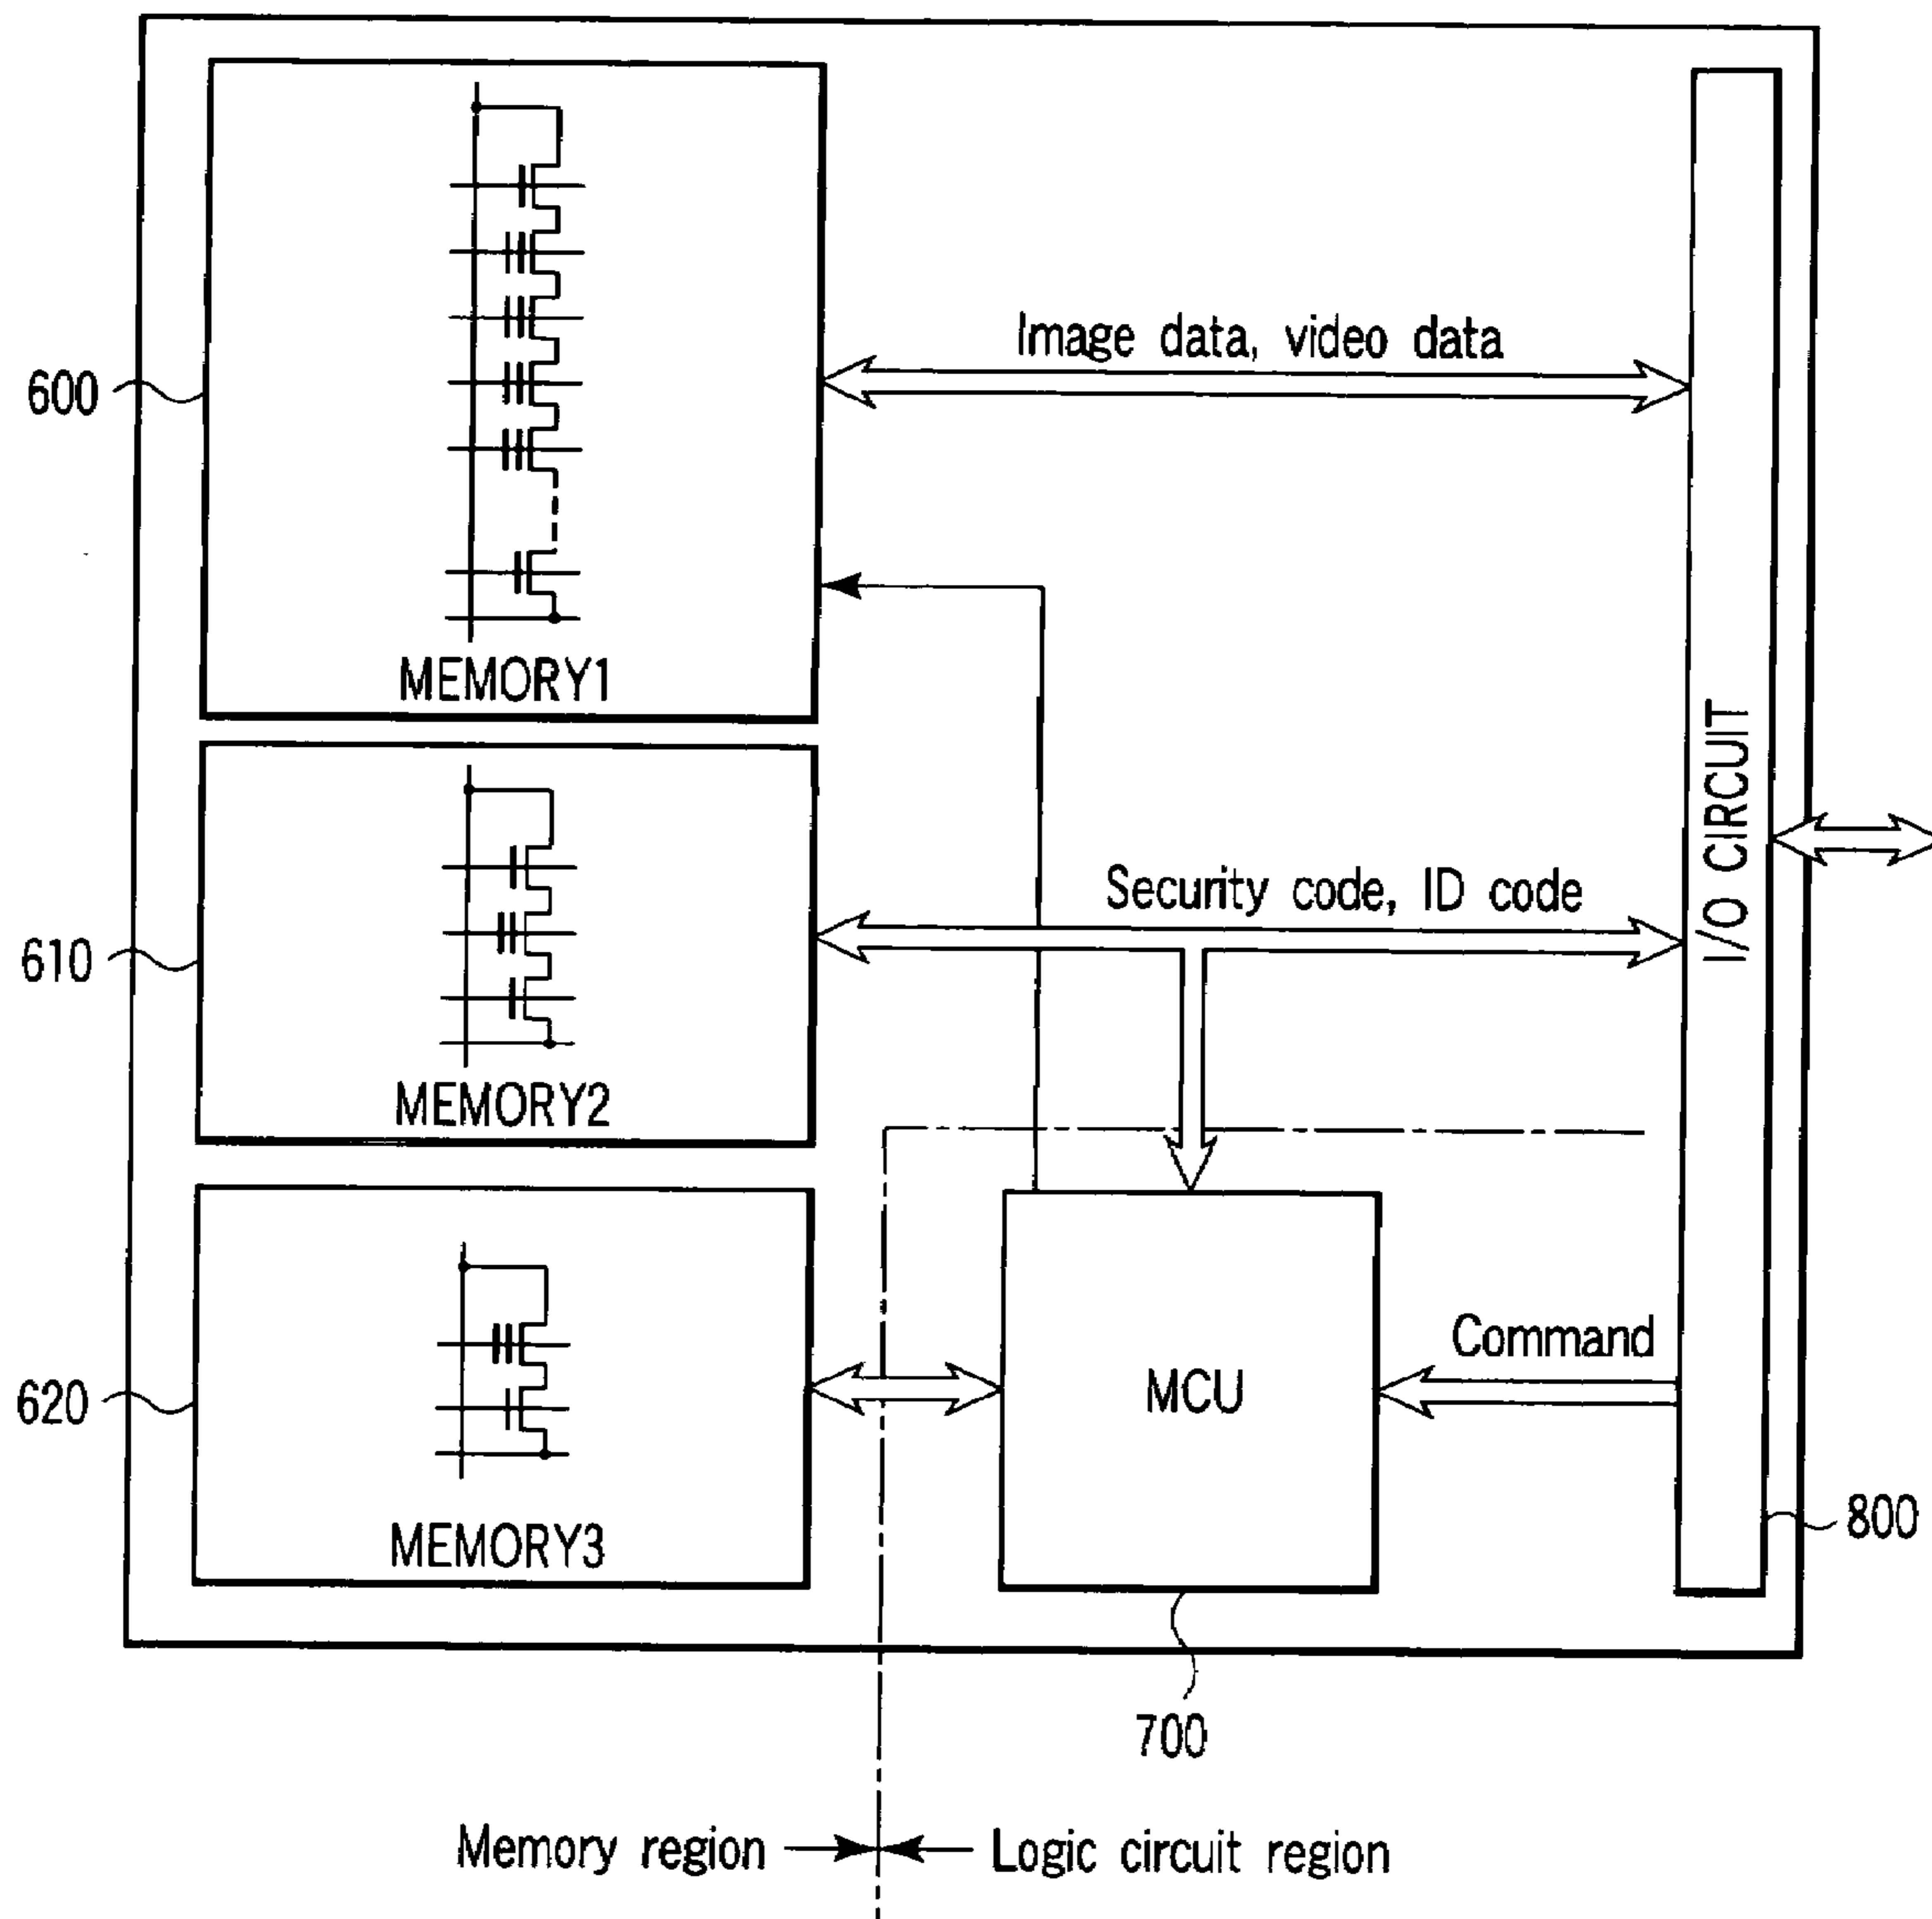 600
MEMORY1
Image data, video data
I/O CIRCUIT
610
MEMORY2
Security code, ID code
620
MEMORY3
MCU
Command
800
700
Memory region
Logic circuit region